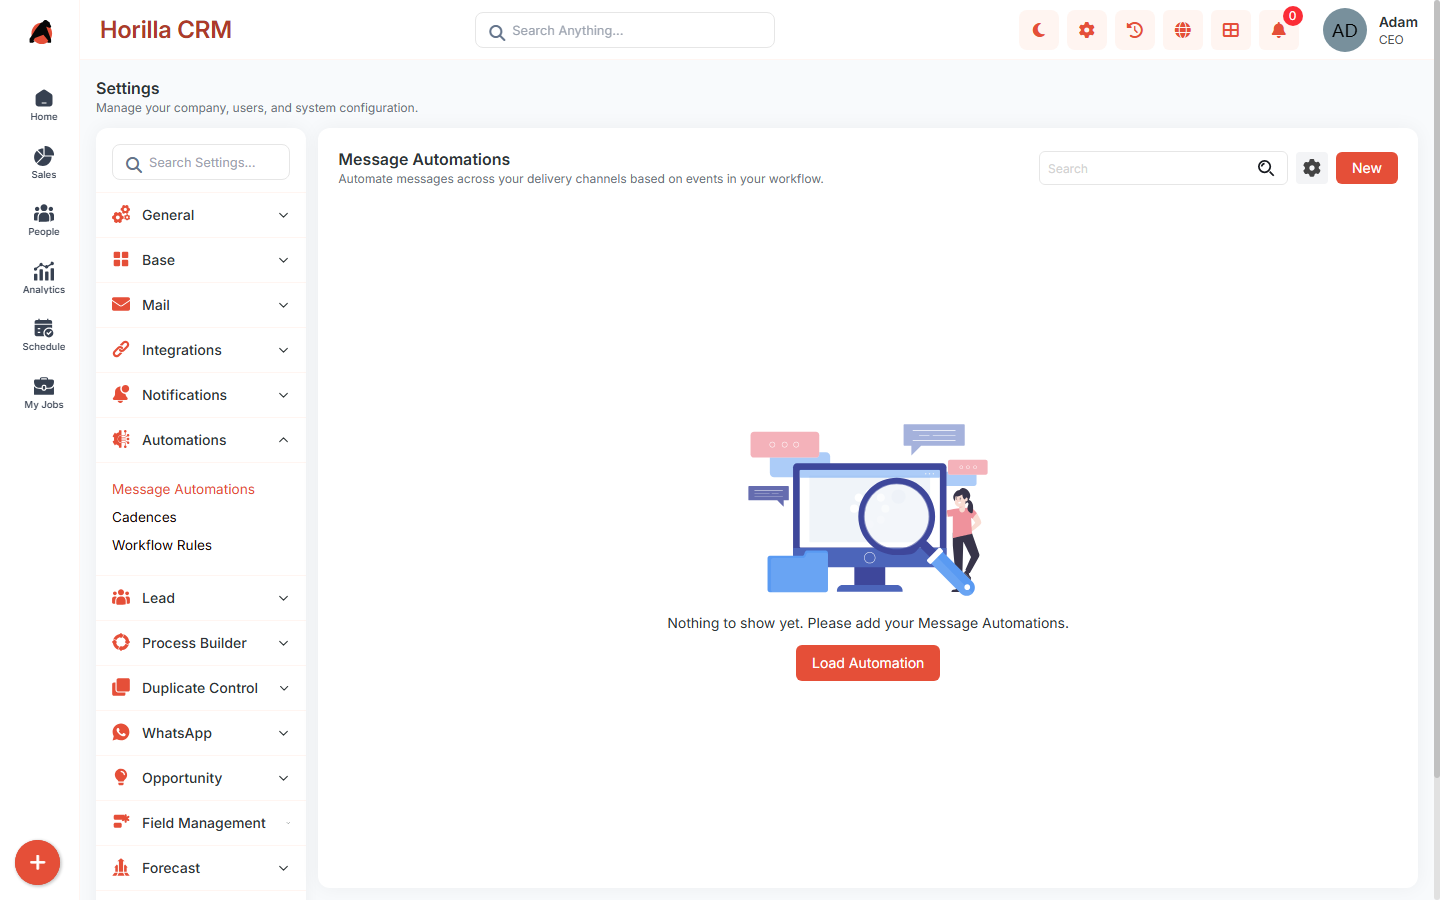 Horilla CRM
Search Anything...
0
AD
Adam
CEO
Home
Sales
People
Analytics
Schedule
My Jobs
Settings
Manage your company, users, and system configuration.
Search Settings...
General
Base
Mail
Integrations
Notifications
Automations
Message Automations
Cadences
Workflow Rules
Lead
Process Builder
Duplicate Control
WhatsApp
Opportunity
Field Management
Forecast
Message Automations
Automate messages across your delivery channels based on events in your workflow.
Search
New
Nothing to show yet. Please add your Message Automations.
Load Automation